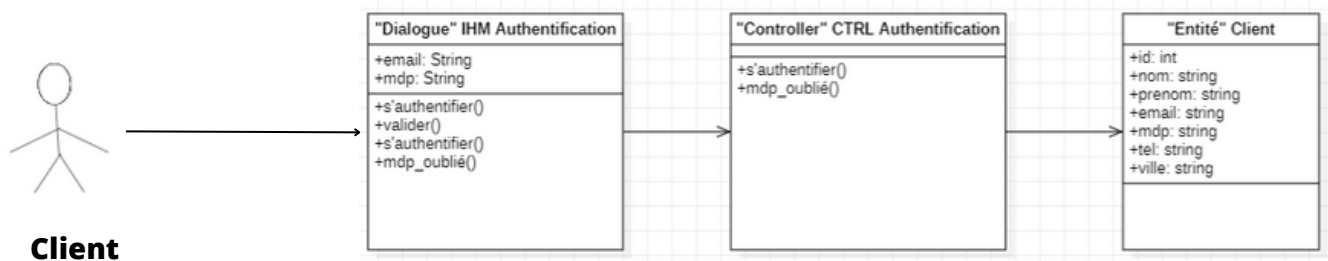 "Dialogue" IHM Authentification
+email: String
+mdp: String
+s'authentifier()
+valider()
+s'authentifier()
+mdp_oublié()
"Controller" CTRL Authentification
+s'authentifier()
+mdp_oublié()
"Entité" Client
+id: int
+nom: string
+prenom: string
+email: string
+mdp: string
+tel: string
+ville: string
Client